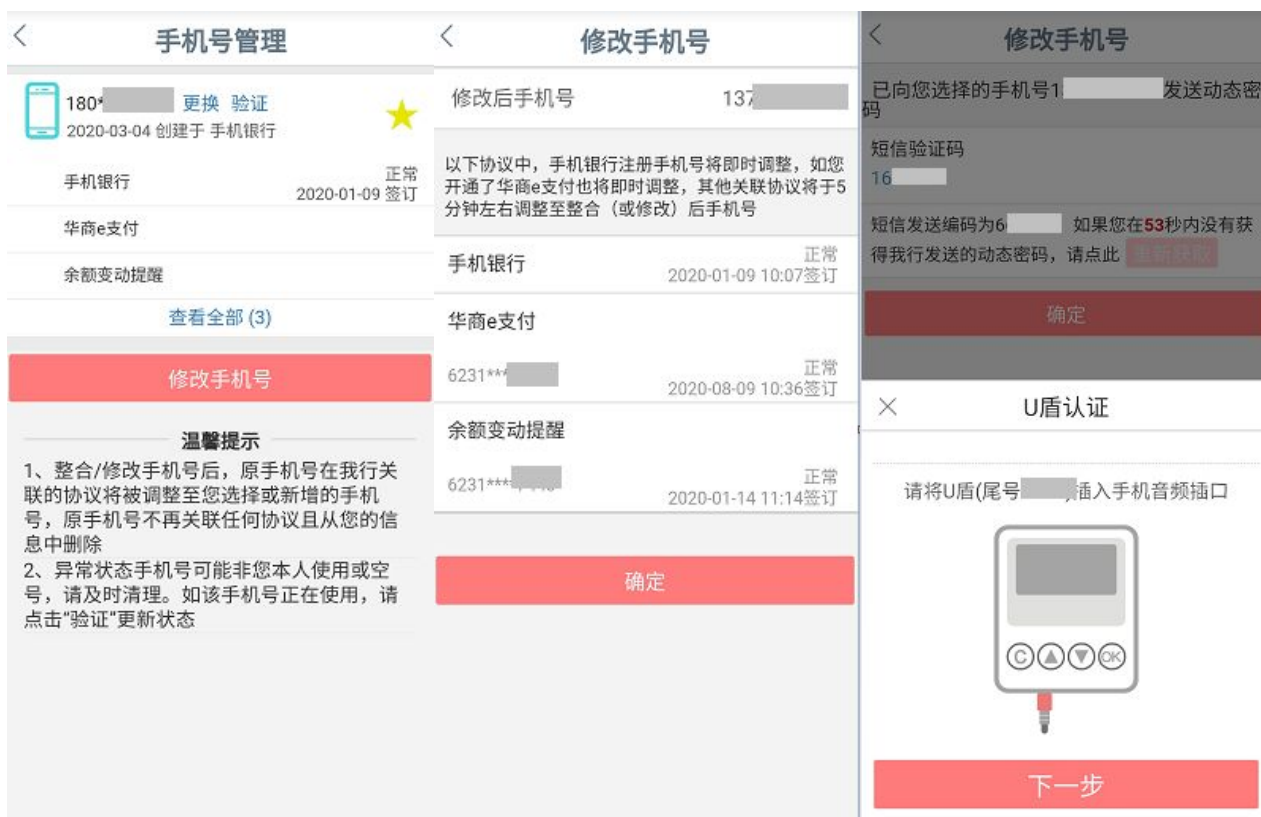 手机号管理
180* 更换 验证
2020-03-04 创建于 手机银行
手机银行
正常
2020-01-09 签订
华商e支付
余额变动提醒
查看全部 (3)
修改手机号
温馨提示
1、整合/修改手机号后，原手机号在我行关
联的协议将被调整至您选择或新增的手机
号，原手机号不再关联任何协议且从您的信
息中删除
2、异常状态手机号可能非您本人使用或空
号，请及时清理。如该手机号正在使用，请
点击"验证"更新状态
修改手机号
修改后手机号 137
以下协议中，手机银行注册手机号将即时调整，如您
开通了华商e支付也将即时调整，其他关联协议将于5
分钟左右调整至整合（或修改）后手机号
手机银行
正常
2020-01-09 10:07签订
华商e支付
6231***
正常
2020-08-09 10:36签订
余额变动提醒
6231***
正常
2020-01-14 11:14签订
确定
修改手机号
已向您选择的手机号1 发送动态密
码
短信验证码
16
短信发送编码为6 如果您在53秒内没有获
得我行发送的动态密码，请点此 重新获取
确定
U盾认证
请将U盾(尾号 插入手机音频插口
C OK
下一步